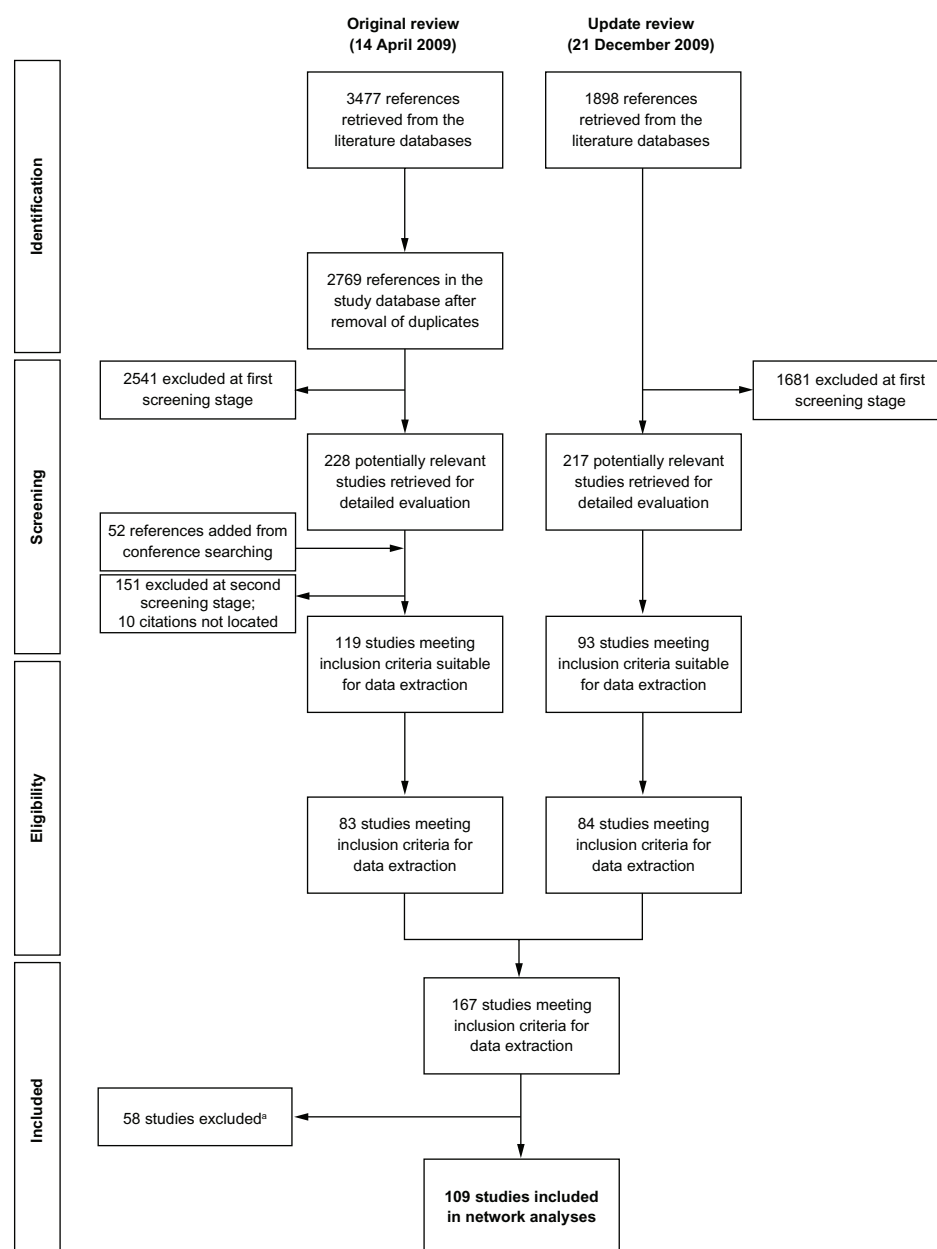 Original review
(14 April 2009)
Update review
(21 December 2009)
Identification
3477 references
retrieved from the
literature databases
1898 references
retrieved from the
literature databases
2769 references in the
study database after
removal of duplicates
Screening
2541 excluded at first
screening stage
1681 excluded at first
screening stage
228 potentially relevant
studies retrieved for
detailed evaluation
217 potentially relevant
studies retrieved for
detailed evaluation
52 references added from
conference searching
151 excluded at second
screening stage;
10 citations not located
119 studies meeting
inclusion criteria suitable
for data extraction
93 studies meeting
inclusion criteria suitable
for data extraction
Eligibility
83 studies meeting
inclusion criteria for
data extraction
84 studies meeting
inclusion criteria for
data extraction
Included
167 studies meeting
inclusion criteria for
data extraction
58 studies excludedᵃ
109 studies included
in network analyses